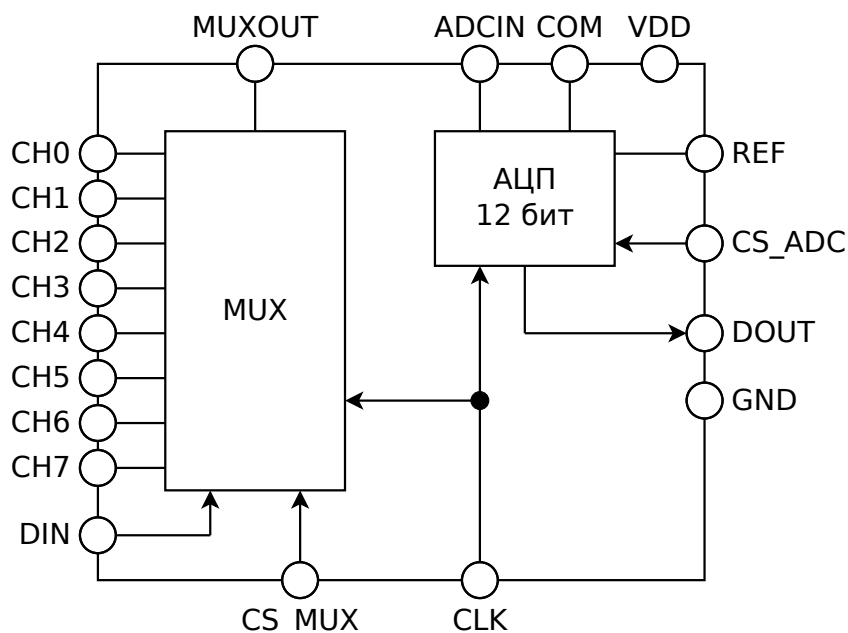 MUXOUT
ADCIN
COM
VDD
CH0
CH1
CH2
CH3
CH4
CH5
CH6
CH7
DIN
MUX
АЦП
12 бит
REF
CS_ADC
DOUT
GND
CS_MUX
CLK